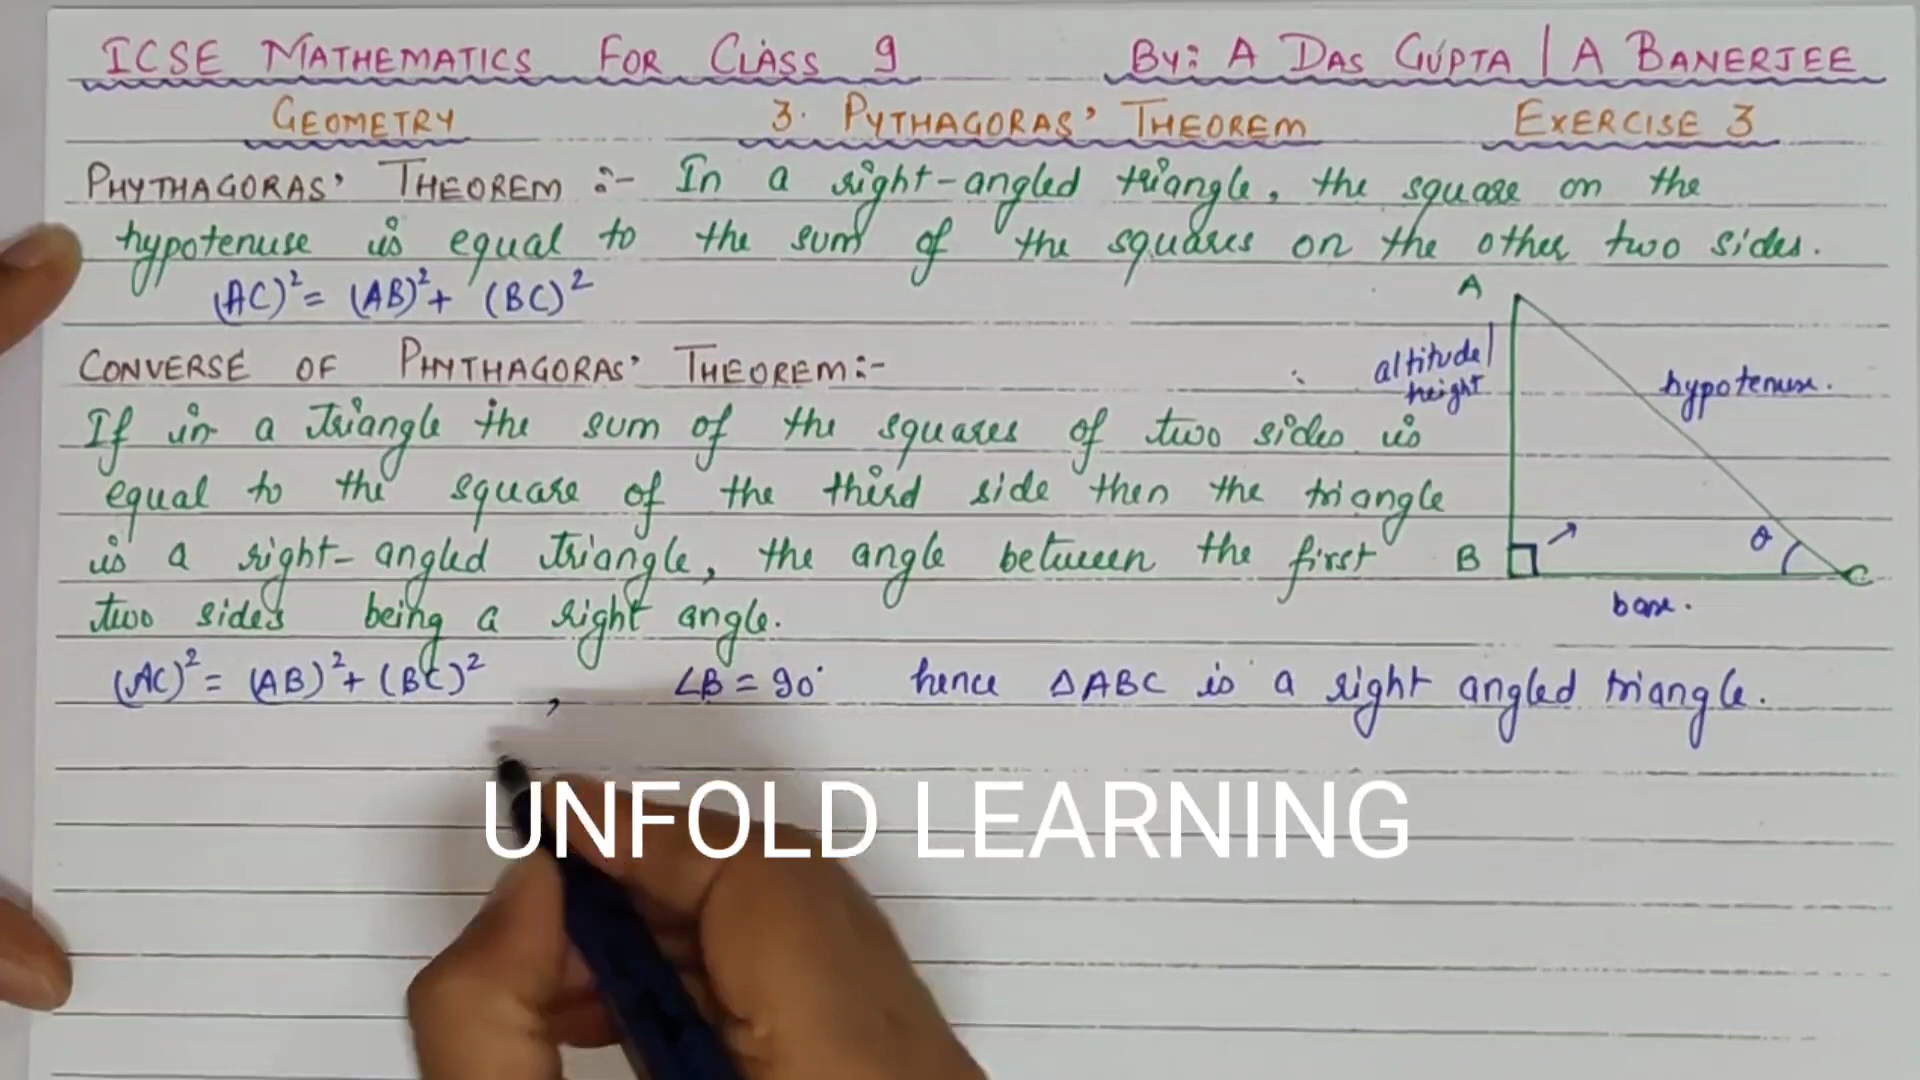 ICSE MATHEMATICS FOR CLASS 9 BY: A DAS GUPTA | A BANERJEE
GEOMETRY 3. PYTHAGORAS' THEOREM EXERCISE 3
PHYTHAGORAS' THEOREM :- In a right-angled triangle, the square on the
hypotenuse is equal to the sum of the squares on the other two sides.
(AC)² = (AB)² + (BC)²
A
altitude/
height
hypotenuse.
CONVERSE OF PHYTHAGORAS' THEOREM :-
If in a triangle the sum of the squares of two sides is
equal to the square of the third side then the triangle
is a right-angled triangle, the angle between the first
two sides being a right angle.
B θ C
base.
(AC)² = (AB)² + (BC)² , ∠B = 90° hence △ABC is a right angled triangle.
UNFOLD LEARNING